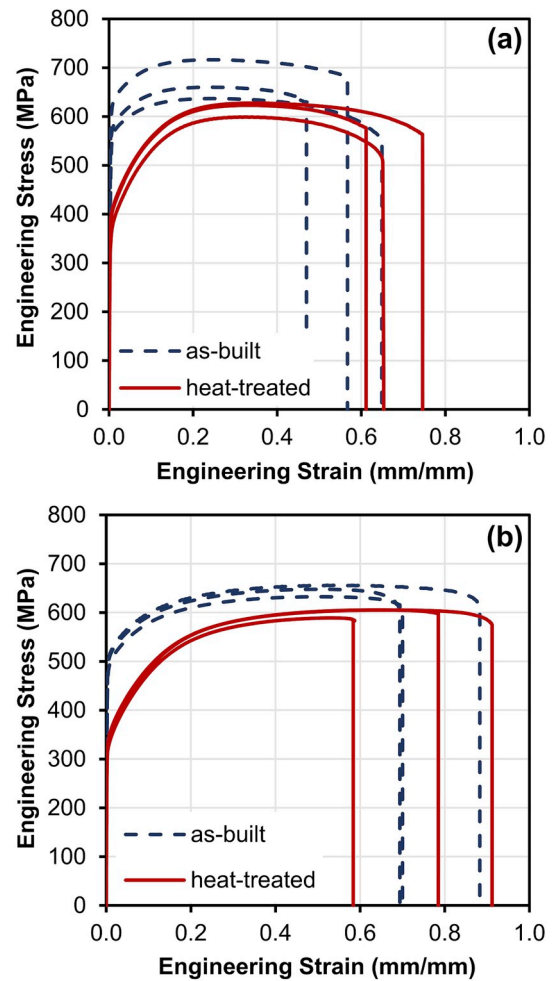 (a)
Engineering Stress (MPa)
800
700
600
500
400
300
200
100
0
as-built
heat-treated
0.0 0.2 0.4 0.6 0.8 1.0
Engineering Strain (mm/mm)
(b)
Engineering Stress (MPa)
800
700
600
500
400
300
200
100
0
as-built
heat-treated
0.0 0.2 0.4 0.6 0.8 1.0
Engineering Strain (mm/mm)